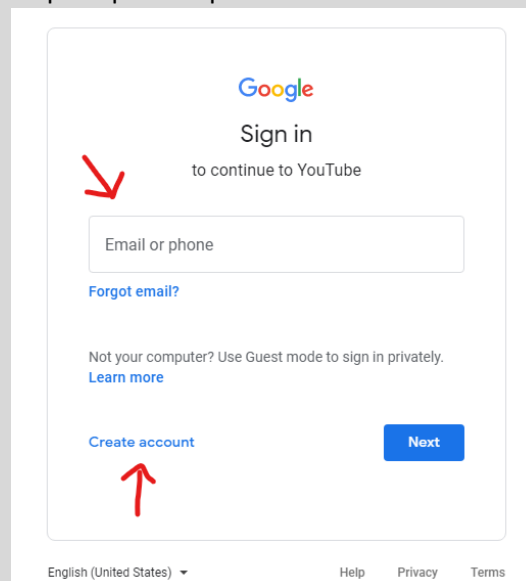 Google
Sign in
to continue to YouTube
Email or phone
Forgot email?
Not your computer? Use Guest mode to sign in privately.
Learn more
Create account
Next
English (United States)
Help
Privacy
Terms